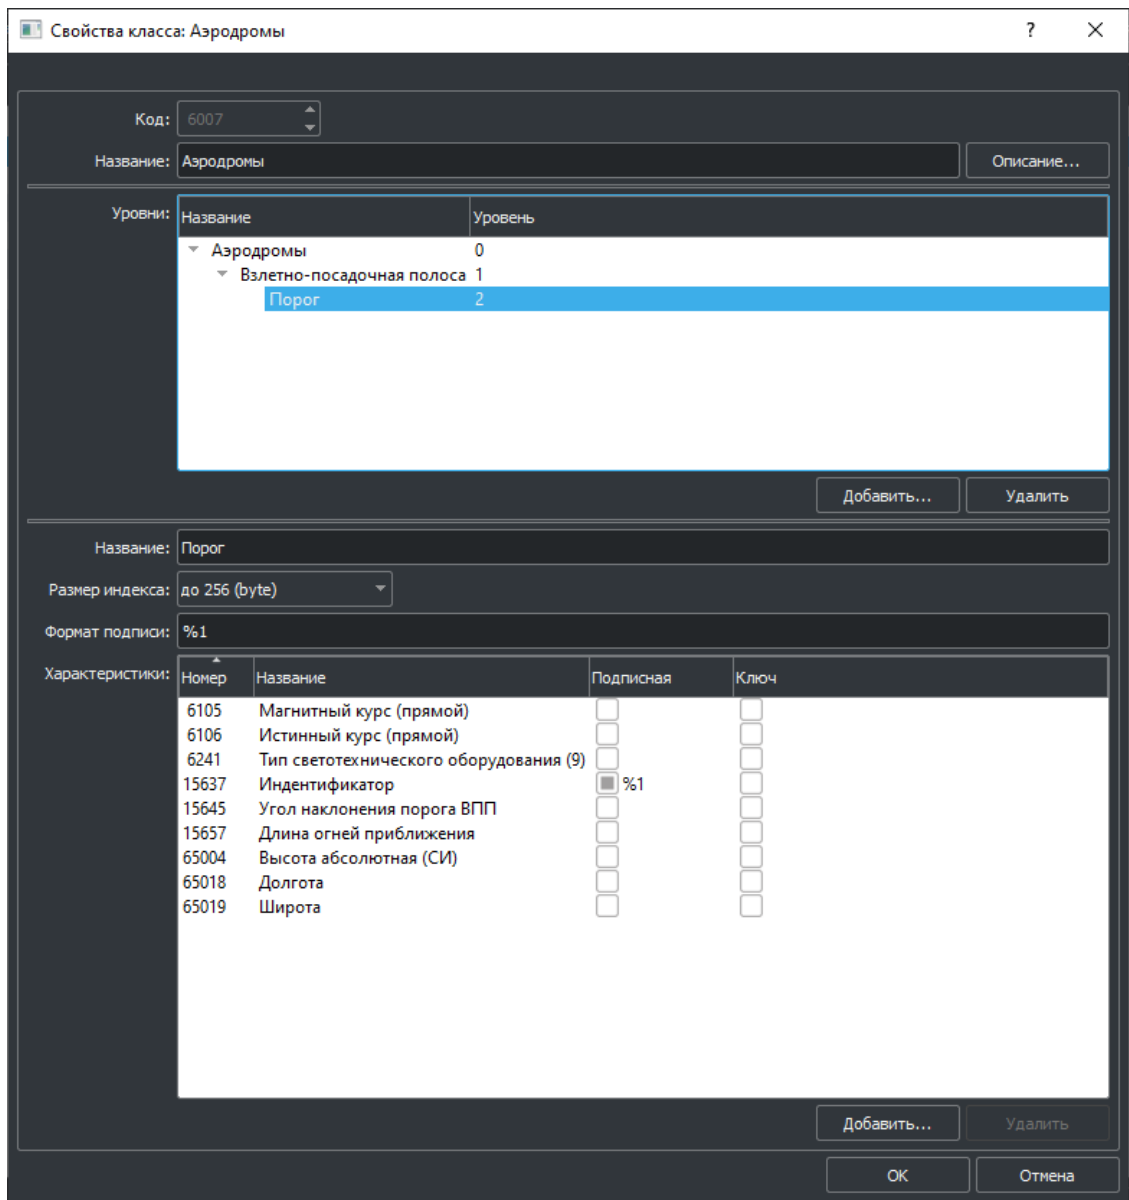 Свойства класса: Аэродромы ?
Код: 6007
Название: Аэродромы Описание...
Уровни: Название Уровень
Аэродромы 0
Взлетно-посадочная полоса 1
Порог 2
Добавить... Удалить
Название: Порог
Размер индекса: до 256 (byte)
Формат подписи: %1
Характеристики: Номер Название Подписная Ключ
6105 Магнитный курс (прямой)
6106 Истинный курс (прямой)
6241 Тип светотехнического оборудования (9)
15637 Индентификатор %1
15645 Угол наклонения порога ВПП
15657 Длина огней приближения
65004 Высота абсолютная (СИ)
65018 Долгота
65019 Широта
Добавить... Удалить
OK Отмена